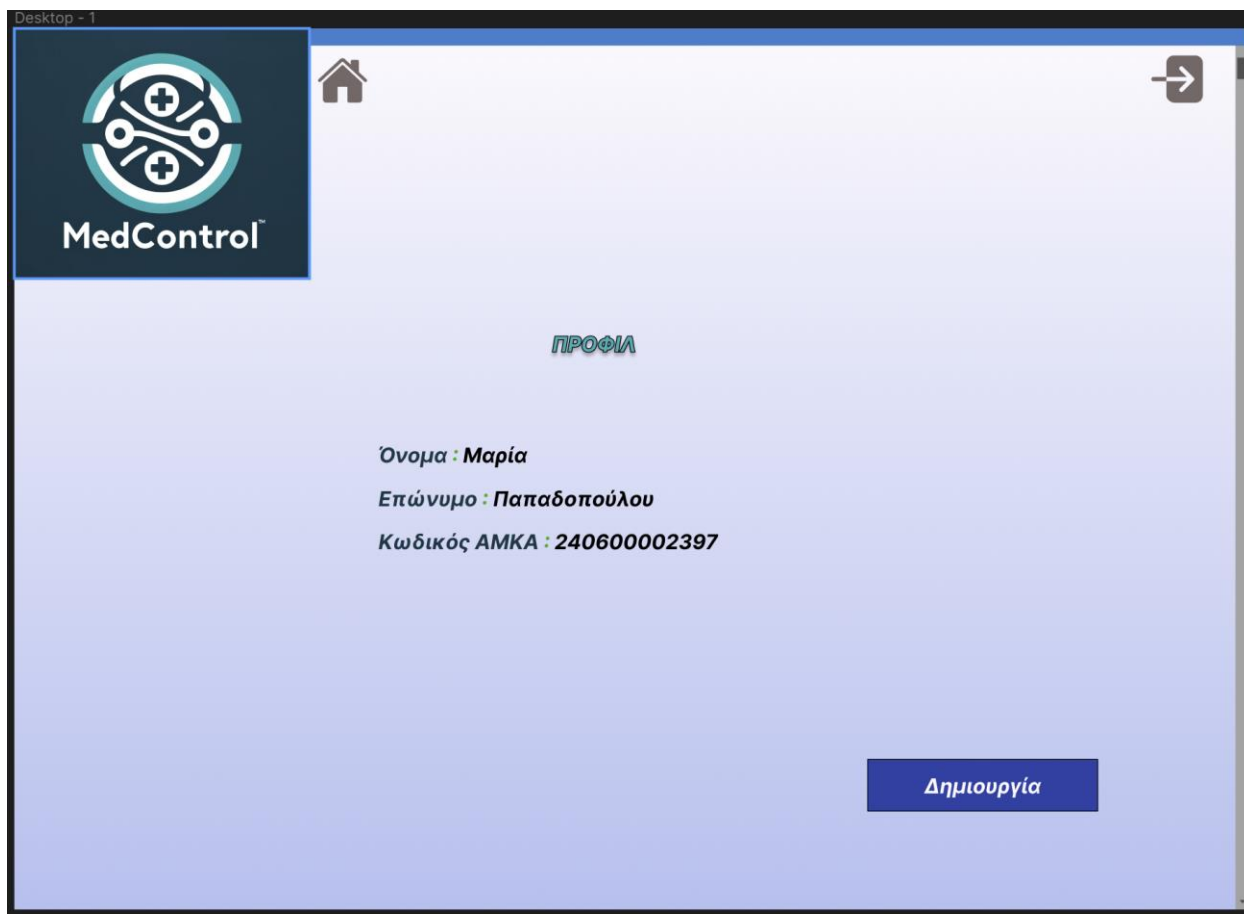 Desktop - 1
MedControl™
ΠΡΟΦΙΛ
Όνομα : Μαρία
Επώνυμο : Παπαδοπούλου
Κωδικός ΑΜΚΑ : 240600002397
Δημιουργία